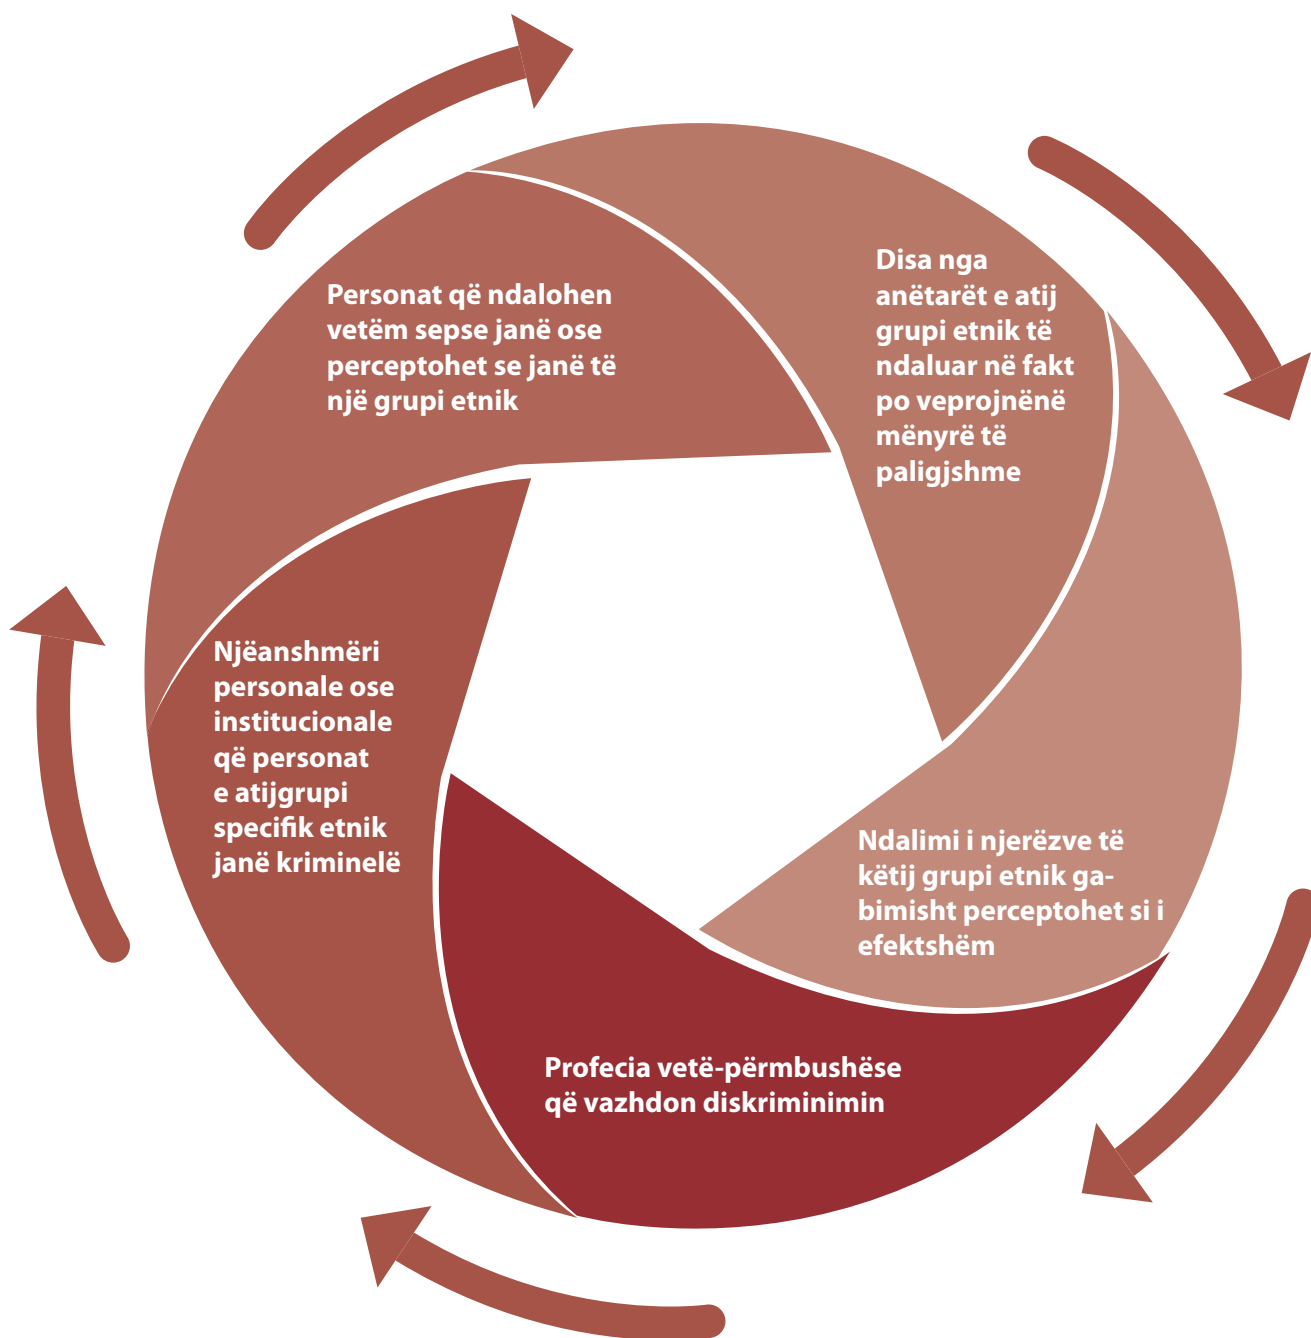 Personat që ndalohen
vetëm sepse janë ose
perceptohet se janë të
një grupi etnik
Disa nga
anëtarët e atij
grupi etnik të
ndaluar në fakt
po veprojnënë
mënyrë të
paligjshme
Ndalimi i njerëzve të
këtij grupi etnik ga-
bimisht perceptohet si i
efektshëm
Profecia vetë-përmbushëse
që vazhdon diskriminimin
Njëanshmëri
personale ose
institucionale
që personat
e atijgrupi
specifik etnik
janë kriminelë